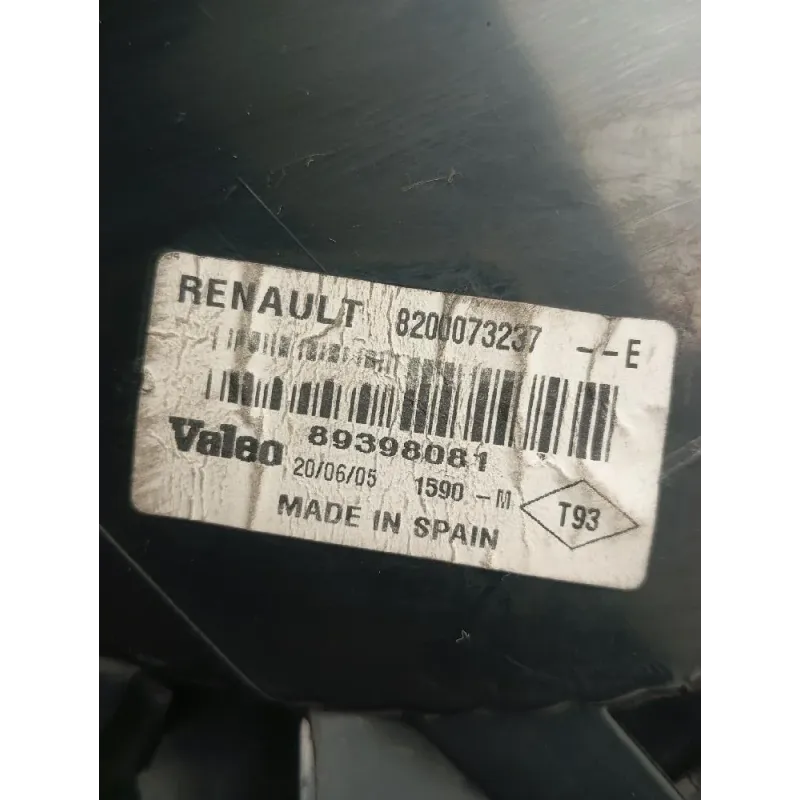 RENAULT 8200073237 --E
89398081
Valeo 20/06/05 1590-M
T93
MADE IN SPAIN